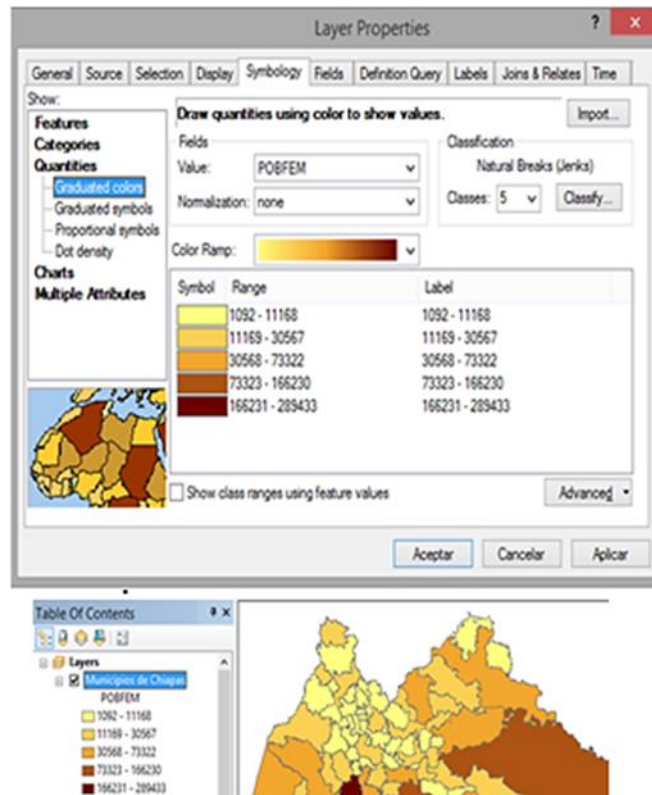 Layer Properties
? ×
General Source Selection Display Symbology Fields Definition Query Labels Joins & Relates Time
Show:
Features
Categories
Quantities
Graduated colors
Graduated symbols
Proportional symbols
Dot density
Charts
Multiple Attributes
Draw quantities using color to show values.
Import...
Fields
Value: POBFEM
Normalization: none
Classification
Natural Breaks (Jenks)
Classes: 5 Classify...
Color Ramp:
Symbol Range Label
1092 - 11168 1092 - 11168
11169 - 30567 11169 - 30567
30568 - 73322 30568 - 73322
73323 - 166230 73323 - 166230
166231 - 289433 166231 - 289433
Show class ranges using feature values
Advanced
Aceptar Cancelar Aplicar
Table Of Contents
Layers
Municipios de Chiapas
POBFEM
1092 - 11168
11169 - 30567
30568 - 73322
73323 - 166230
166231 - 289433